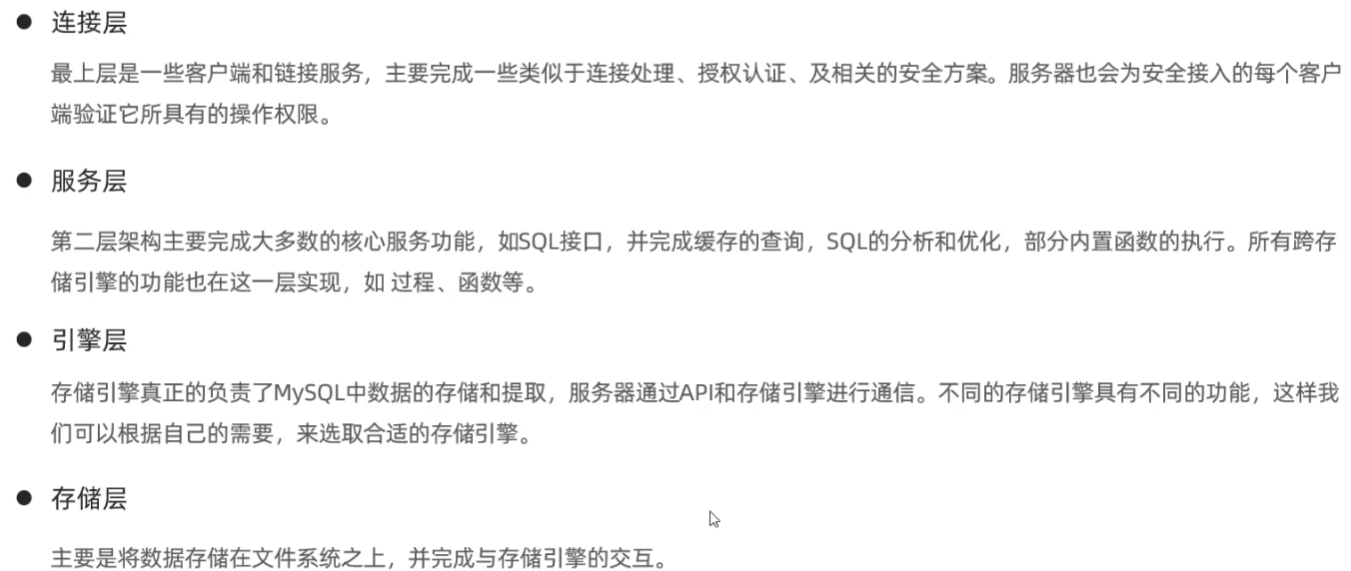 ● 连接层
最上层是一些客户端和链接服务，主要完成一些类似于连接处理、授权认证、及相关的安全方案。服务器也会为安全接入的每个客户
端验证它所具有的操作权限。
● 服务层
第二层架构主要完成大多数的核心服务功能，如SQL接口，并完成缓存的查询，SQL的分析和优化，部分内置函数的执行。所有跨存
储引擎的功能也在这一层实现，如 过程、函数等。
● 引擎层
存储引擎真正的负责了MySQL中数据的存储和提取，服务器通过API和存储引擎进行通信。不同的存储引擎具有不同的功能，这样我
们可以根据自己的需要，来选取合适的存储引擎。
● 存储层
主要是将数据存储在文件系统之上，并完成与存储引擎的交互。